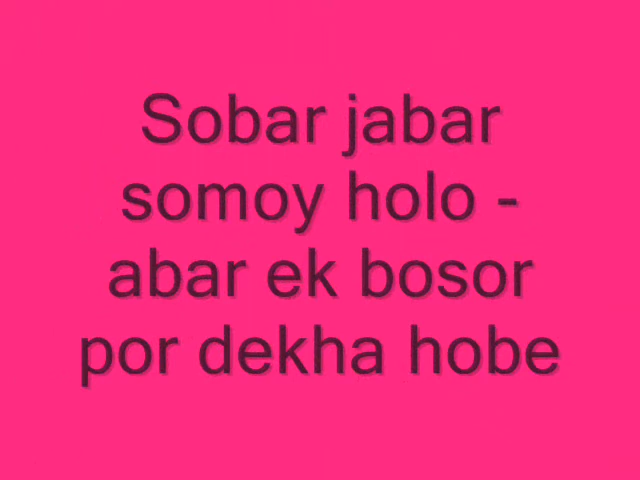 Sobar jabar
somoy holo -
abar ek bosor
por dekha hobe